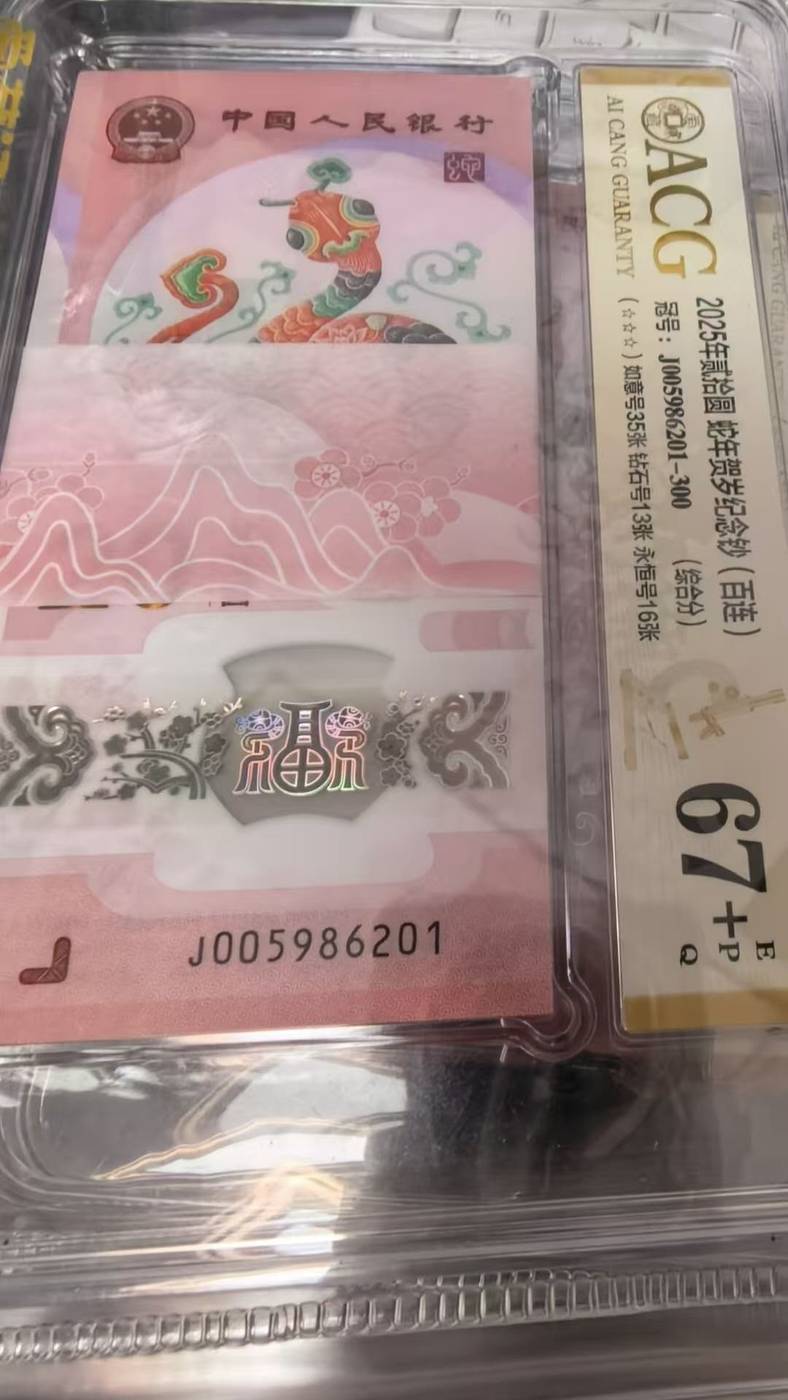 中国人民银行
蛇
福
J005986201
ACG
AI CANG GUARANTY
2025年贰拾圆 蛇年贺岁纪念钞（百连）
冠号：J005986201-300 （综合分）
（☆☆☆）如意号35张 钻石号13张 永恒号16张
67+
E
P
Q